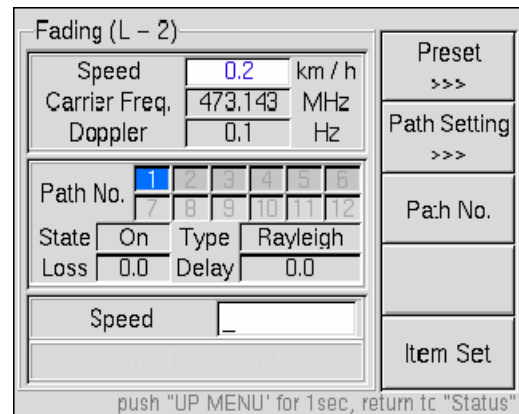 Fading (L – 2)
Speed 0.2 km / h
Carrier Freq. 473.143 MHz
Doppler 0.1 Hz
Path No. 1 2 3 4 5 6
7 8 9 10 11 12
State On Type Rayleigh
Loss 0.0 Delay 0.0
Speed _
Preset
>>>
Path Setting
>>>
Path No.
Item Set
push "UP MENU' for 1sec, return to "Status"